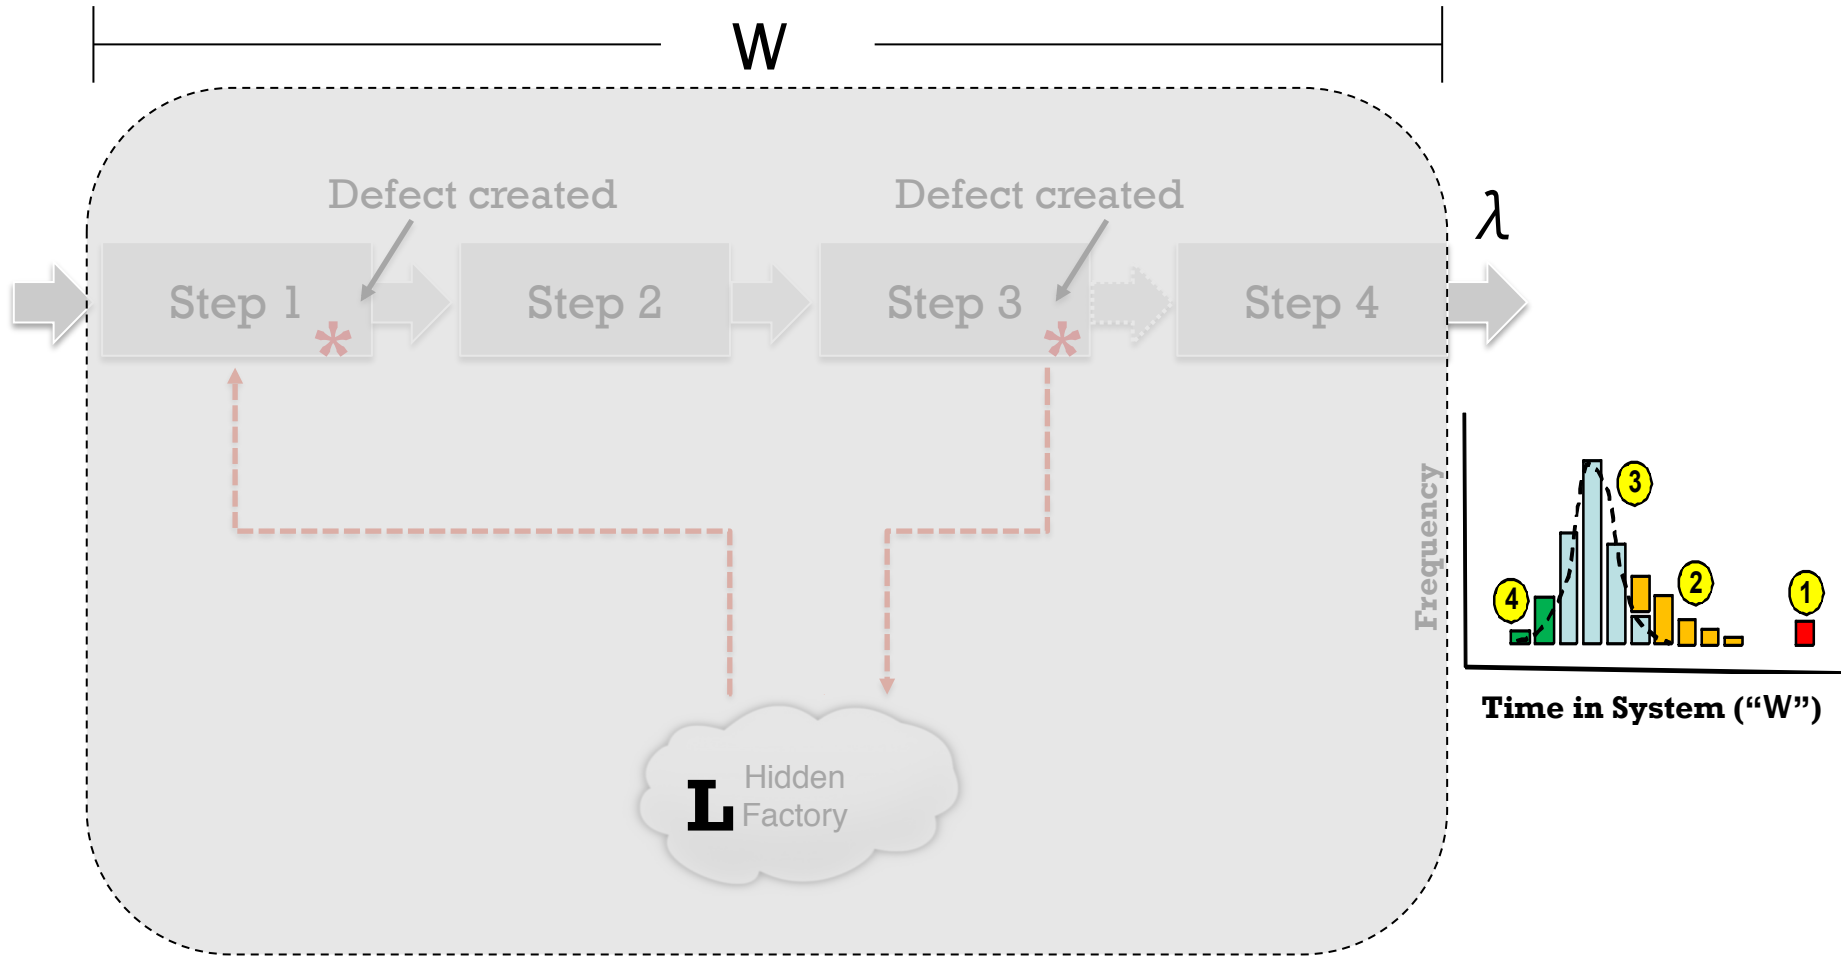 W
Defect created
Defect created
λ
Step 1
*
Step 2
Step 3
*
Step 4
Frequency
3
4
2
1
Time in System (“W”)
L
Hidden
Factory